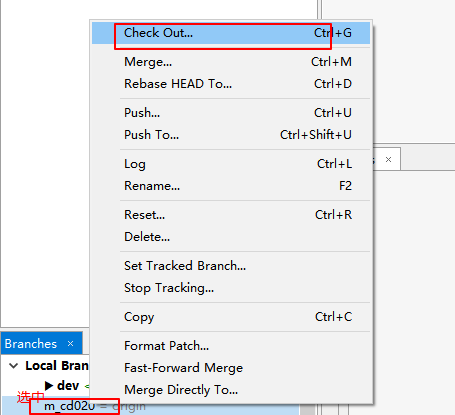 Check Out... Ctrl+G
Merge... Ctrl+M
Rebase HEAD To... Ctrl+D
Push... Ctrl+U
Push To... Ctrl+Shift+U
Log Ctrl+L
Rename... F2
Reset... Ctrl+R
Delete...
Set Tracked Branch...
Stop Tracking...
Copy Ctrl+C
Format Patch...
Fast-Forward Merge
Merge Directly To...
Branches
Local Bran
dev
选中
m_cd020 = origin